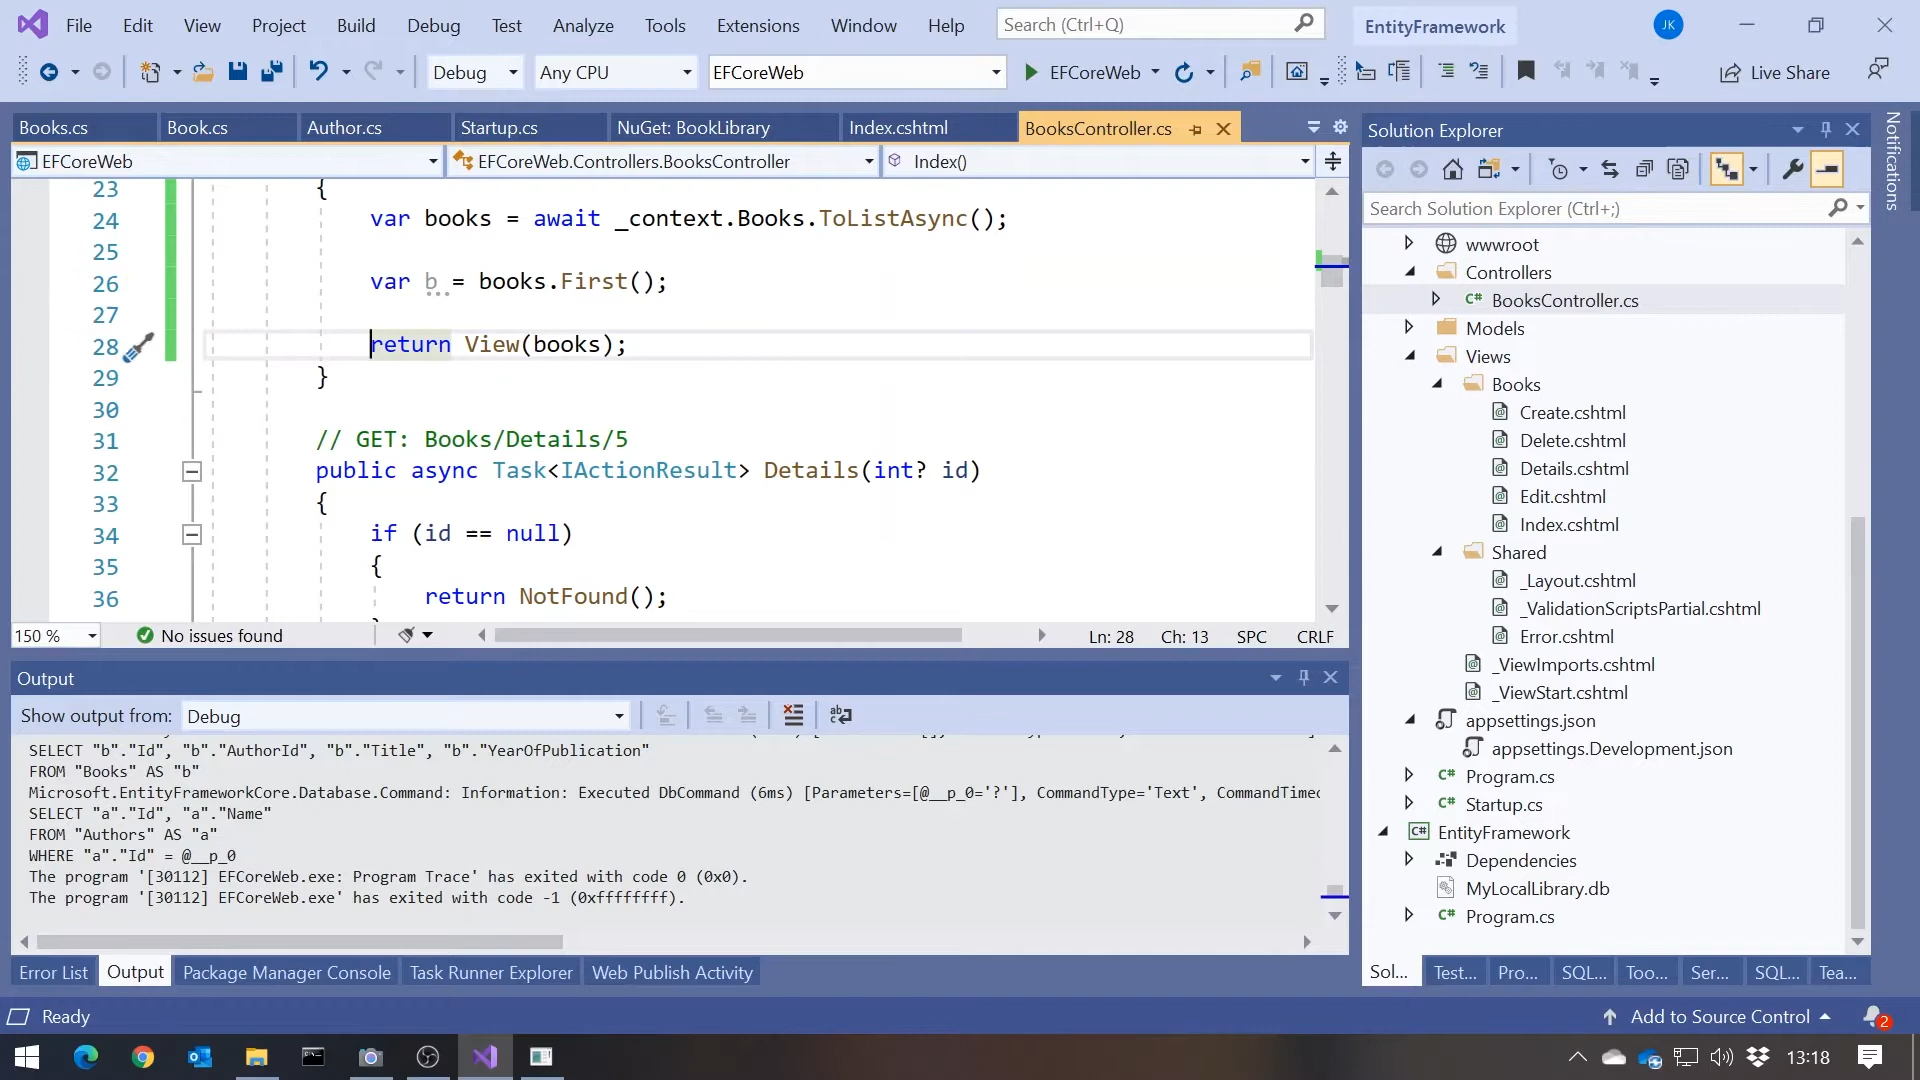 File Edit View Project Build Debug Test Analyze Tools Extensions Window Help Search (Ctrl+Q) EntityFramework JK
Debug Any CPU EFCoreWeb EFCoreWeb Live Share
Books.cs Book.cs Author.cs Startup.cs NuGet: BookLibrary Index.cshtml BooksController.cs
EFCoreWeb EFCoreWeb.Controllers.BooksController Index()
23 {
24 var books = await _context.Books.ToListAsync();
25
26 var b = books.First();
27
28 return View(books);
29 }
30
31 // GET: Books/Details/5
32 public async Task<IActionResult> Details(int? id)
33 {
34 if (id == null)
35 {
36 return NotFound();
150 % No issues found Ln: 28 Ch: 13 SPC CRLF
Output
Show output from: Debug
SELECT "b"."Id", "b"."AuthorId", "b"."Title", "b"."YearOfPublication"
FROM "Books" AS "b"
Microsoft.EntityFrameworkCore.Database.Command: Information: Executed DbCommand (6ms) [Parameters=[@__p_0='?'], CommandType='Text', CommandTimeo
SELECT "a"."Id", "a"."Name"
FROM "Authors" AS "a"
WHERE "a"."Id" = @__p_0
The program '[30112] EFCoreWeb.exe: Program Trace' has exited with code 0 (0x0).
The program '[30112] EFCoreWeb.exe' has exited with code -1 (0xffffffff).
Error List Output Package Manager Console Task Runner Explorer Web Publish Activity
Solution Explorer
Search Solution Explorer (Ctrl+;)
wwwroot
Controllers
C# BooksController.cs
Models
Views
Books
Create.cshtml
Delete.cshtml
Details.cshtml
Edit.cshtml
Index.cshtml
Shared
_Layout.cshtml
_ValidationScriptsPartial.cshtml
Error.cshtml
_ViewImports.cshtml
_ViewStart.cshtml
appsettings.json
appsettings.Development.json
C# Program.cs
C# Startup.cs
C# EntityFramework
Dependencies
MyLocalLibrary.db
C# Program.cs
Sol... Test... Pro... SQL... Too... Ser... SQL... Tea...
Notifications
Ready Add to Source Control 2
13:18